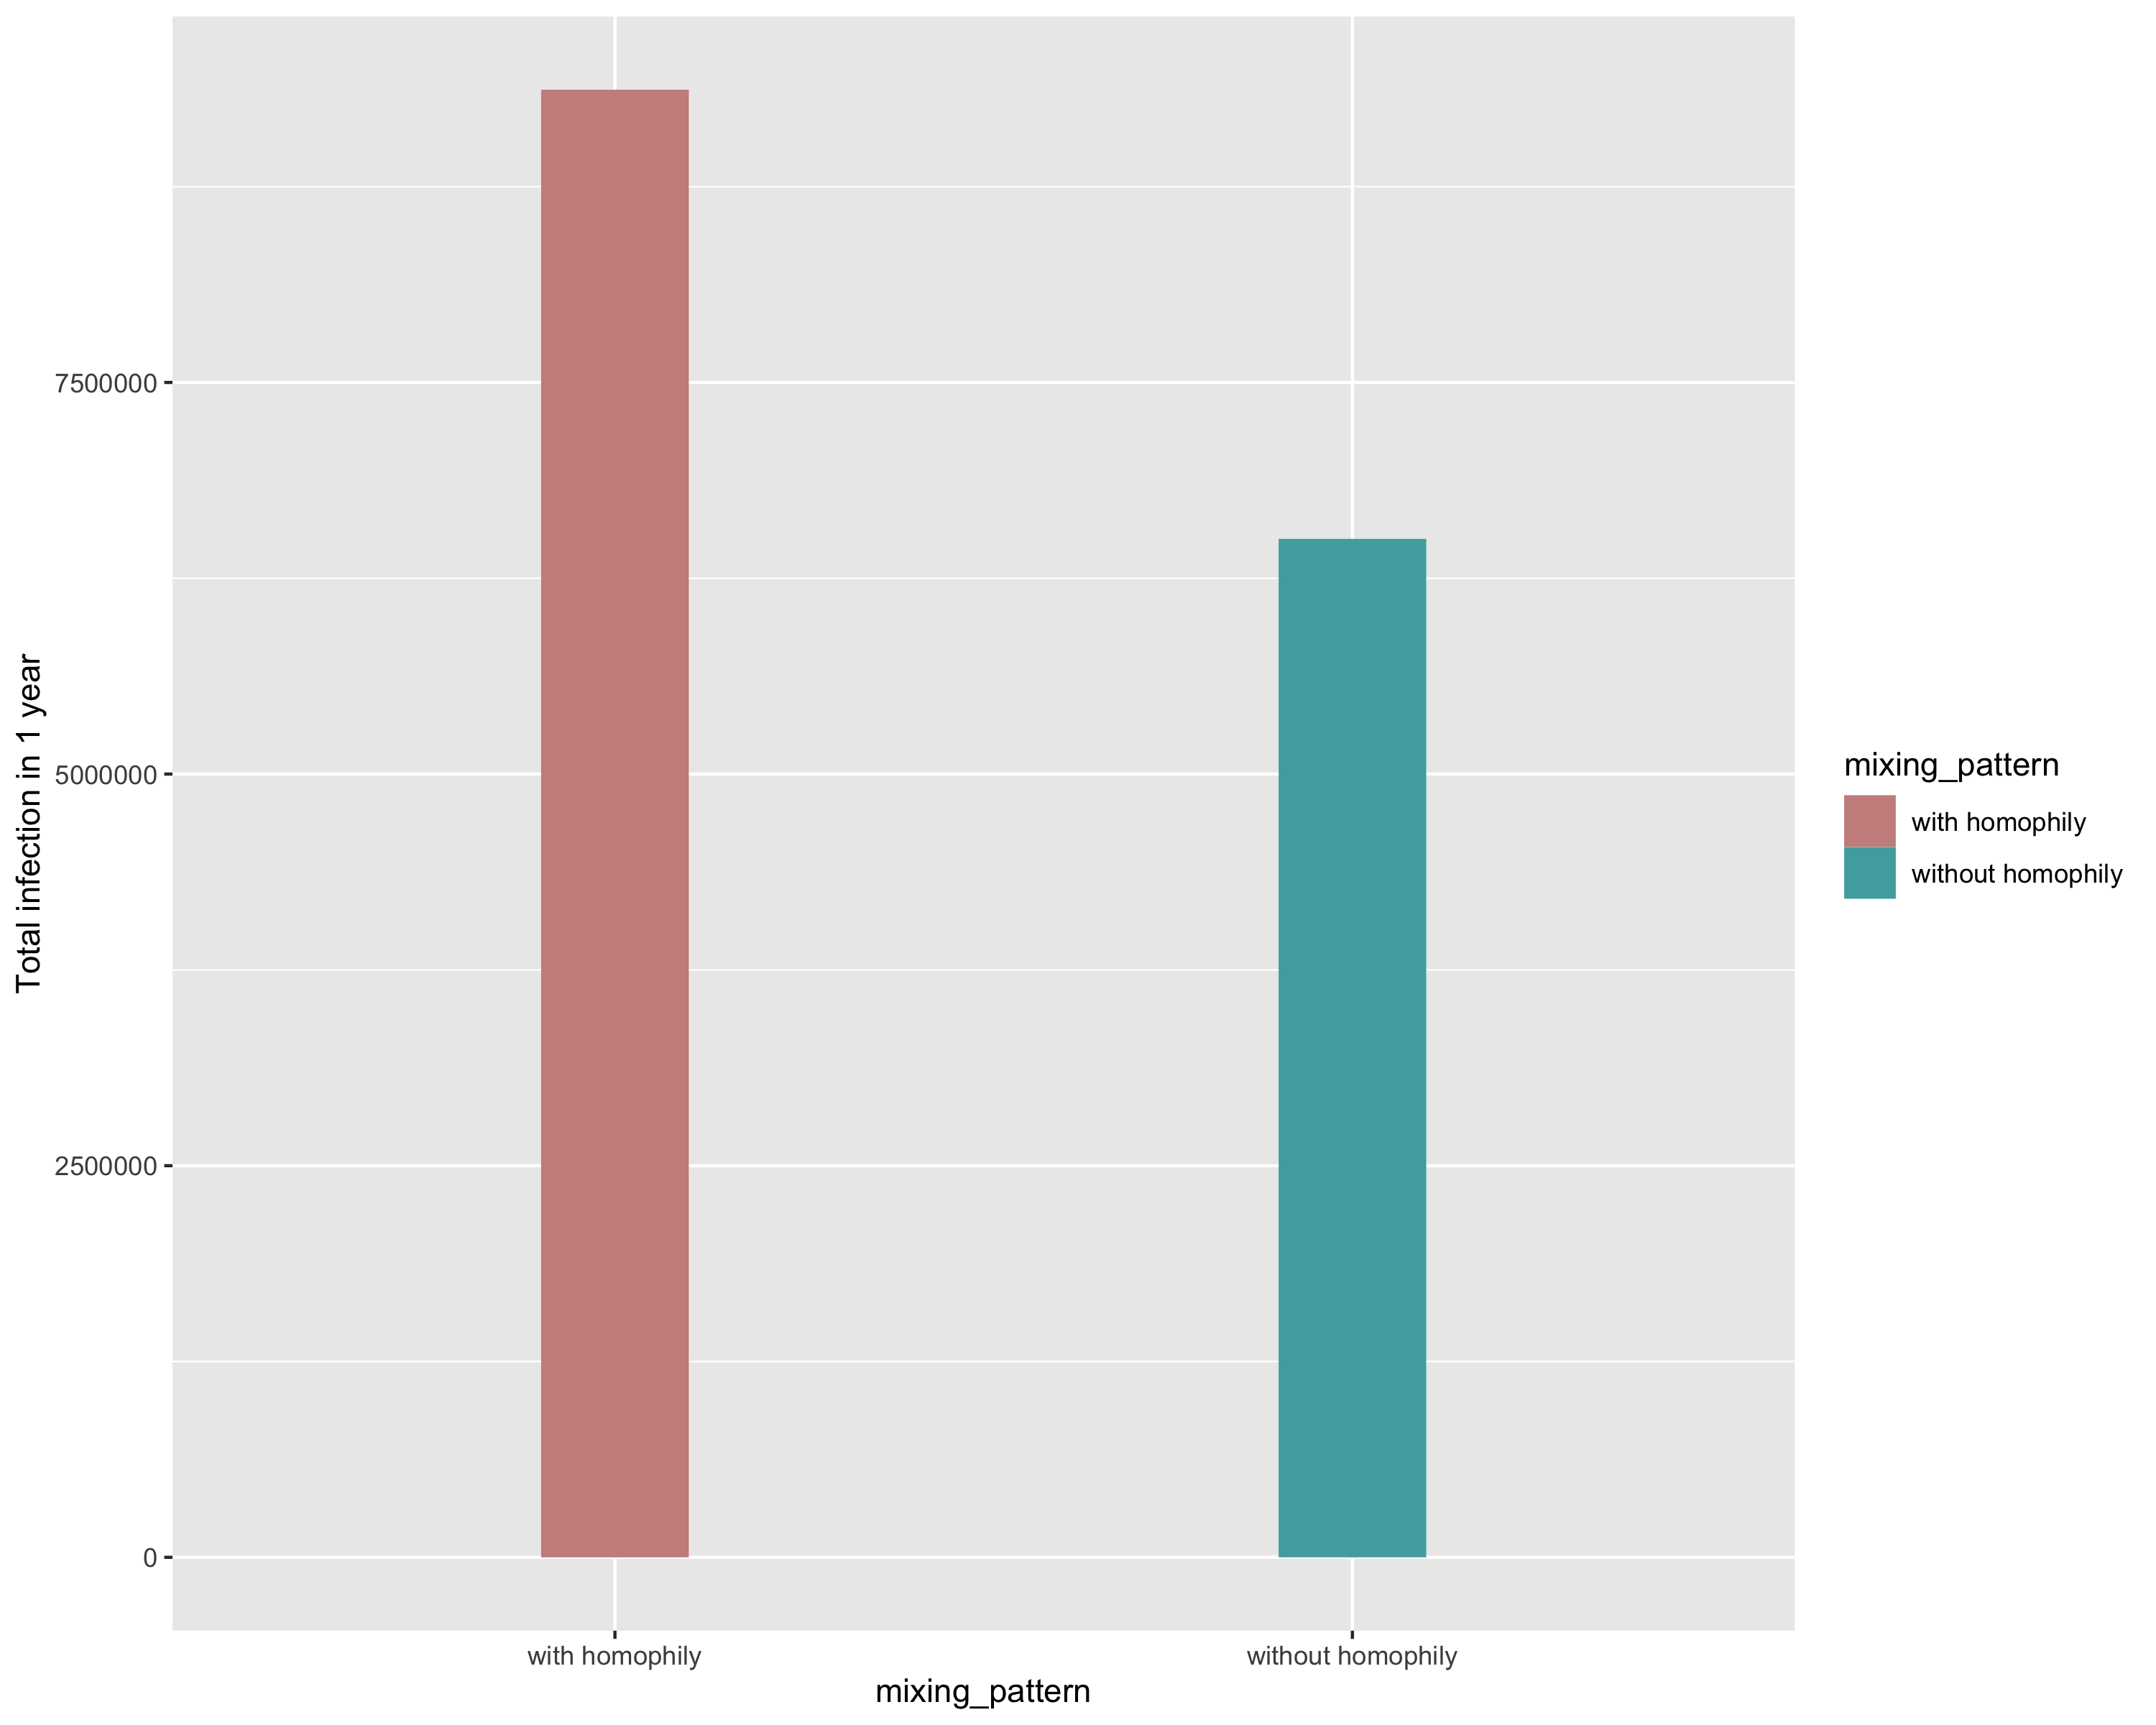 Total infection in 1 year
7500000
5000000
2500000
0
with homophily
without homophily
mixing_pattern
mixing_pattern
with homophily
without homophily